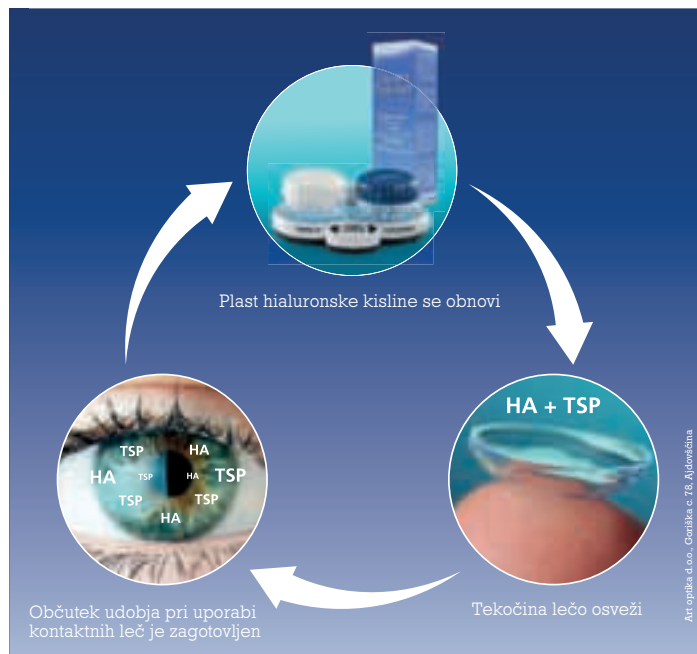 Plast hialuronske kisline se obnovi
HA + TSP
Tekočina lečo osveži
TSP
HA
HA
TSP
HA
TSP
TSP
TSP
HA
Občutek udobja pri uporabi
kontaktnih leč je zagotovljen
Art optika d.o.o., Goriška c. 78, Ajdovščina